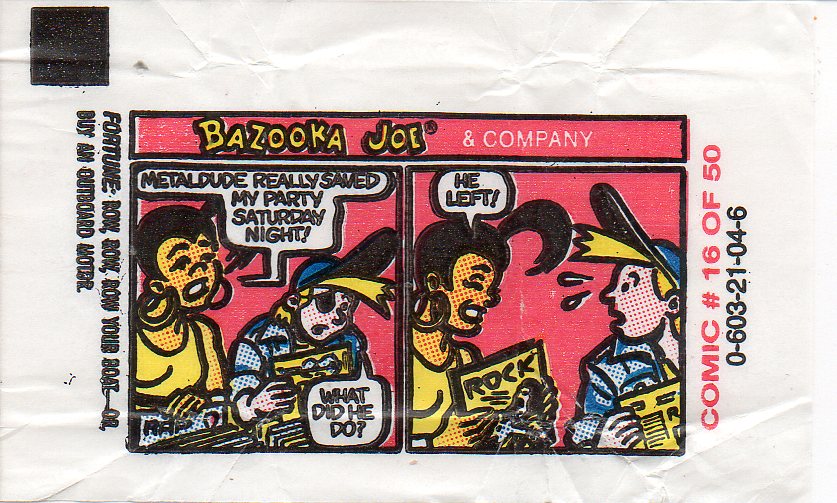 BAZOOKA JOE® & COMPANY
METALDUDE REALLY SAVED
MY PARTY
SATURDAY
NIGHT!
WHAT
DID HE
DO?
RAP
HE
LEFT!
ROCK
R
FORTUNE: ROW, ROW, ROW YOUR BOAT—OR,
BUY AN OUTBOARD MOTOR.
COMIC # 16 OF 50
0-603-21-04-6